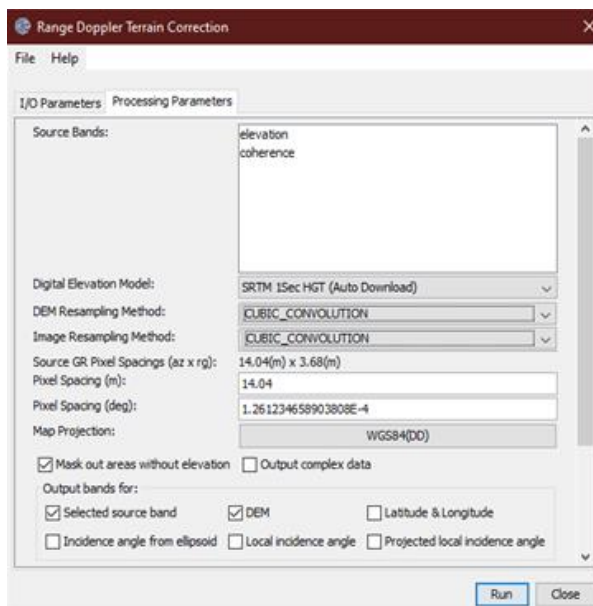 Range Doppler Terrain Correction
File Help
I/O Parameters Processing Parameters
Source Bands:
elevation
coherence
Digital Elevation Model: SRTM 1Sec HGT (Auto Download)
DEM Resampling Method: CUBIC_CONVOLUTION
Image Resampling Method: CUBIC_CONVOLUTION
Source GR Pixel Spacings (az x rg): 14.04(m) x 3.68(m)
Pixel Spacing (m): 14.04
Pixel Spacing (deg): 1.261234658903808E-4
Map Projection: WGS84(DD)
Mask out areas without elevation Output complex data
Output bands for:
Selected source band DEM Latitude & Longitude
Incidence angle from ellipsoid Local incidence angle Projected local incidence angle
Run Close